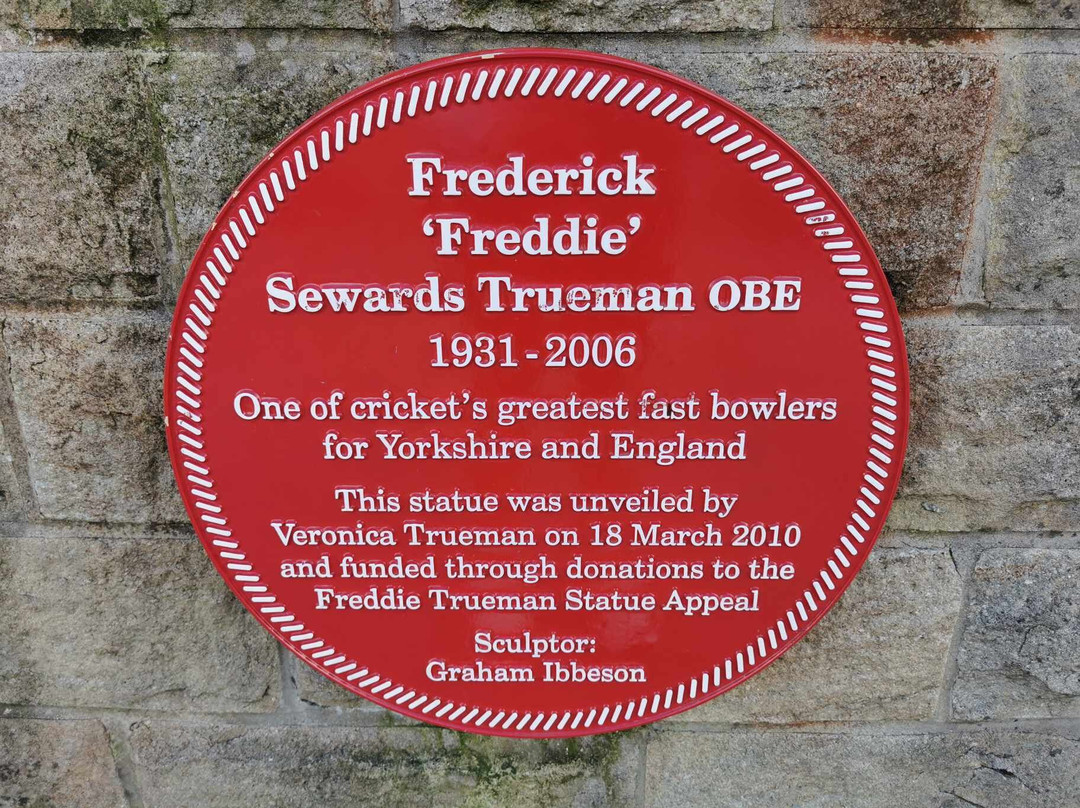 Frederick
‘Freddie’
Sewards Trueman OBE
1931 - 2006
One of cricket’s greatest fast bowlers
for Yorkshire and England
This statue was unveiled by
Veronica Trueman on 18 March 2010
and funded through donations to the
Freddie Trueman Statue Appeal
Sculptor:
Graham Ibbeson